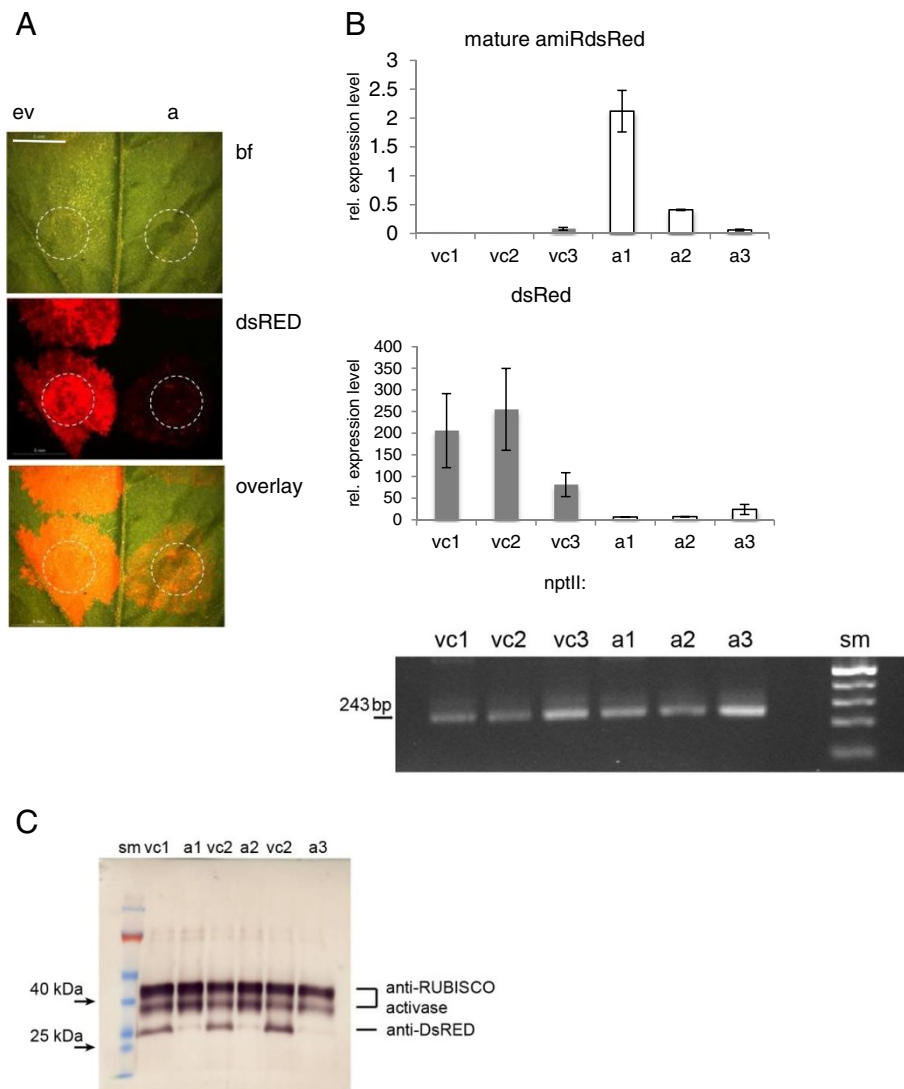 A
ev a
bf
dsRED
overlay
B
mature amiRdsRed
rel. expression level
3
2.5
2
1.5
1
0.5
0
vc1 vc2 vc3 a1 a2 a3
dsRed
rel. expression level
400
350
300
250
200
150
100
50
0
vc1 vc2 vc3 a1 a2 a3
nptII:
vc1 vc2 vc3 a1 a2 a3 sm
243 bp
C
sm vc1 a1 vc2 a2 vc2 a3
40 kDa
25 kDa
anti-RUBISCO
activase
anti-DsRED